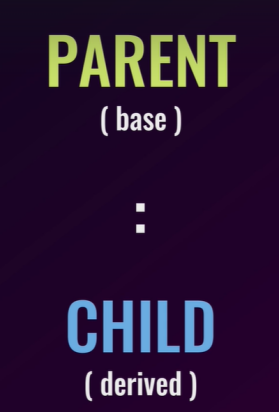 PARENT
( base )
:
CHILD
( derived )